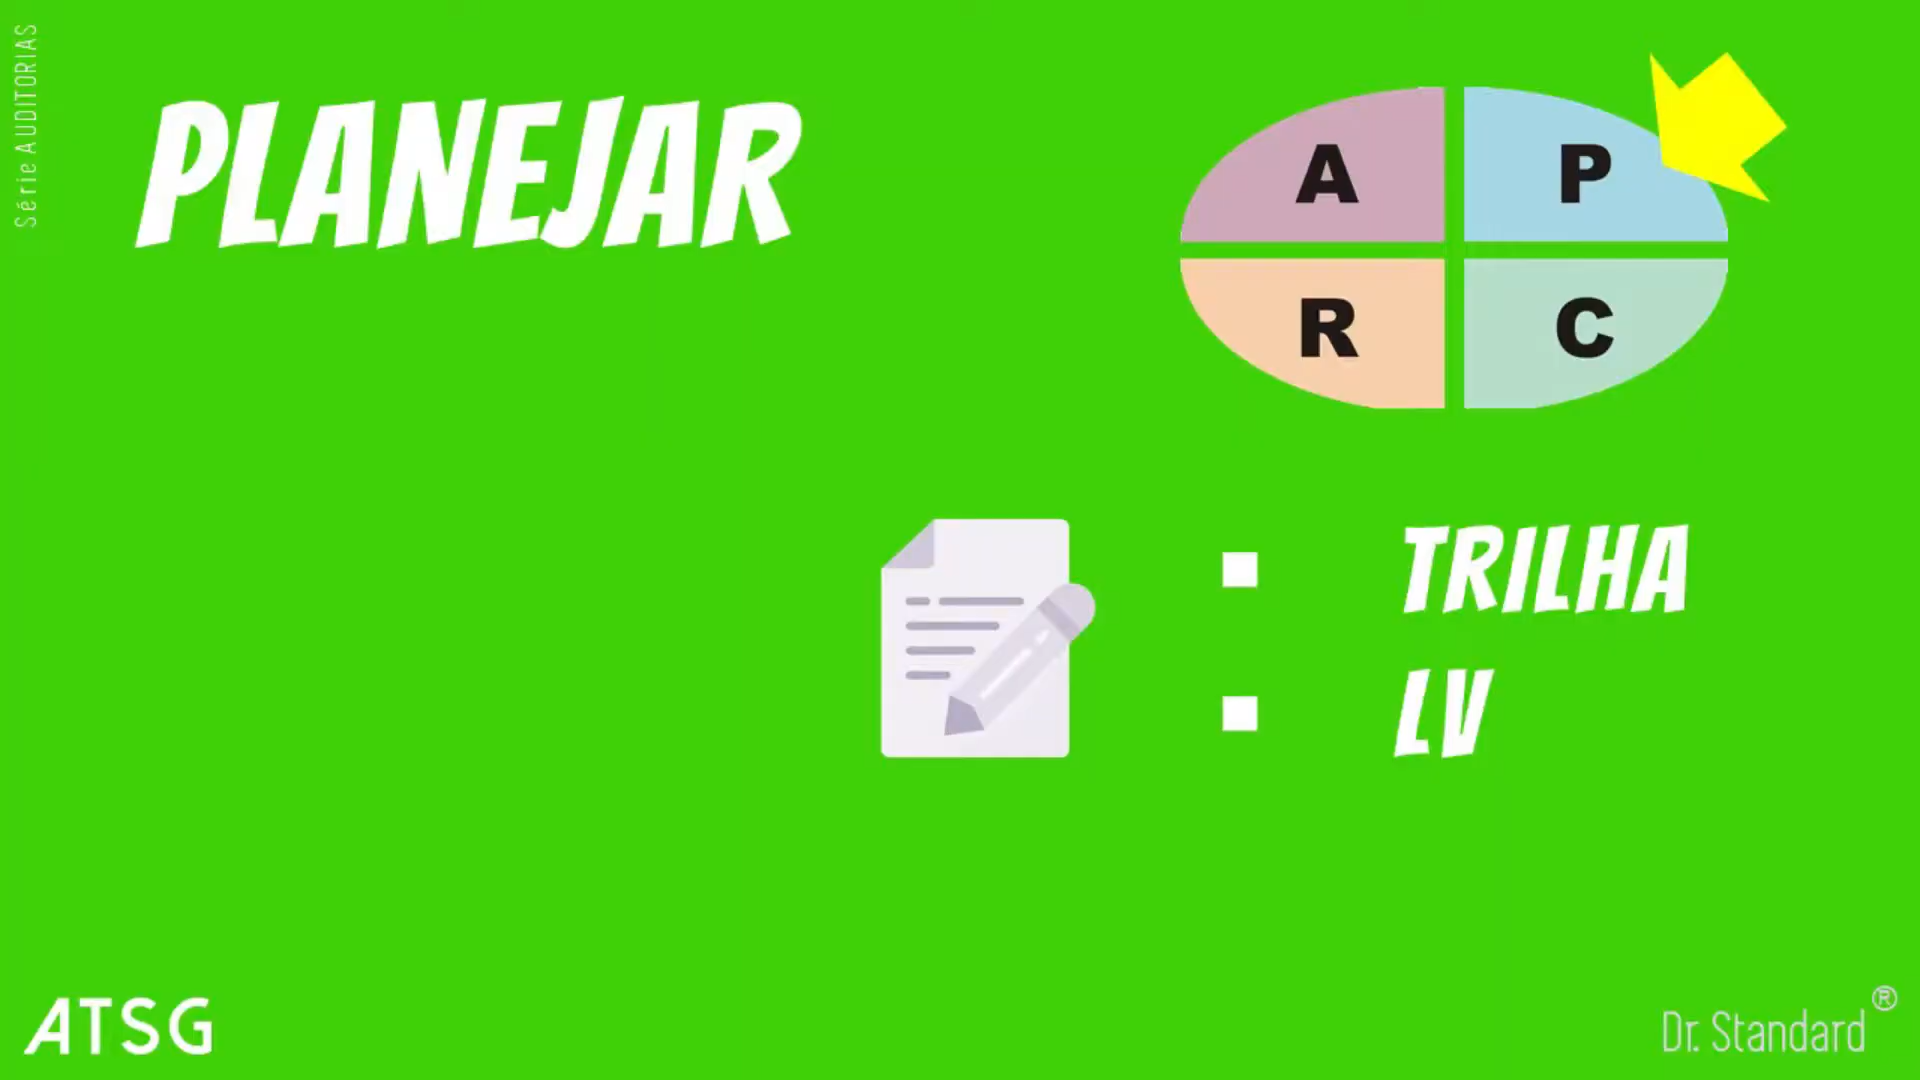 Série AUDITORIAS
PLANEJAR
A P
R C
▪ TRILHA
▪ LV
ATSG
Dr. Standard®